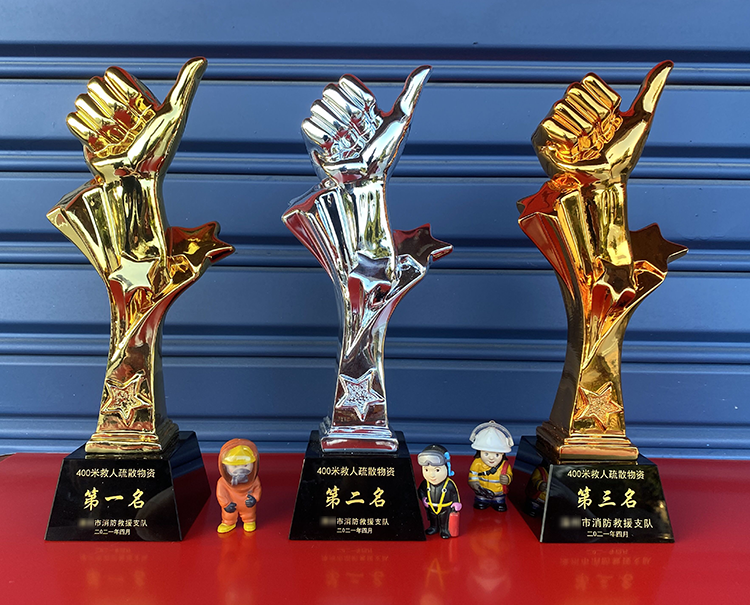 400米救人疏散物资
第一名
市消防救援支队
二〇二一年四月
400米救人疏散物资
第二名
市消防救援支队
二〇二一年四月
400米救人疏散物资
第三名
市消防救援支队
二〇二一年四月